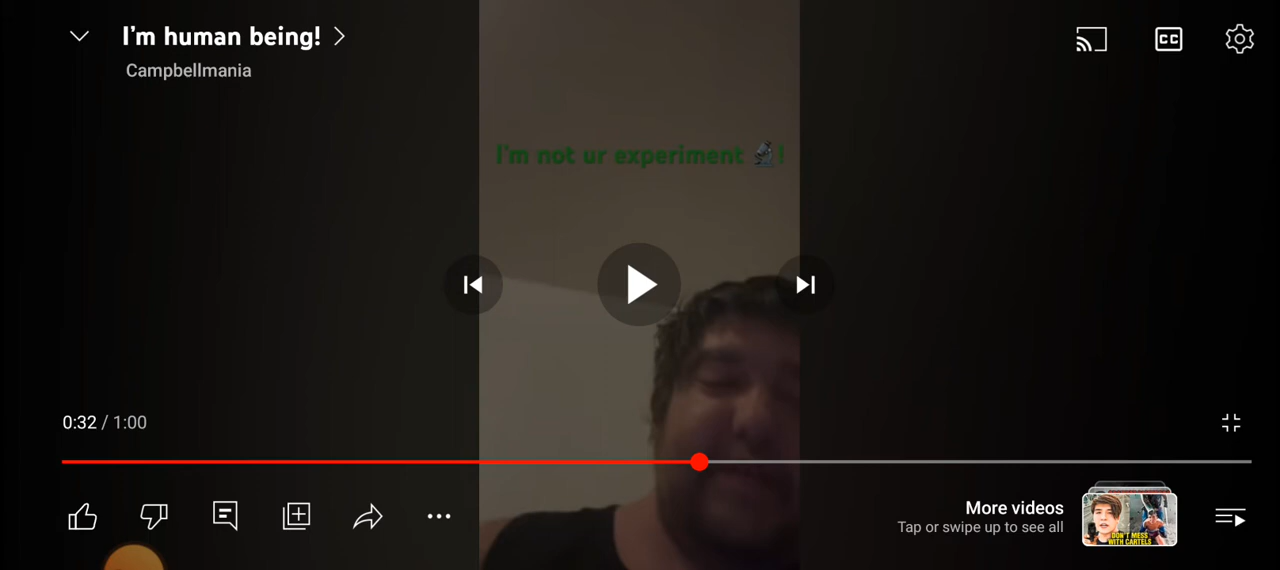 I'm human being!
Campbellmania
CC
I'm not ur experiment 🔬!
0:32 / 1:00
More videos
Tap or swipe up to see all
DON'T MESS
WITH CARTELS